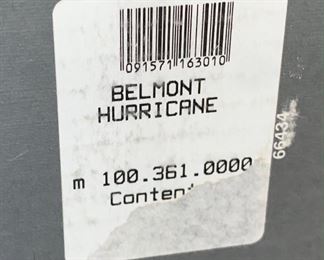 091571163010
BELMONT
HURRICANE
m 100.361.0000
66434